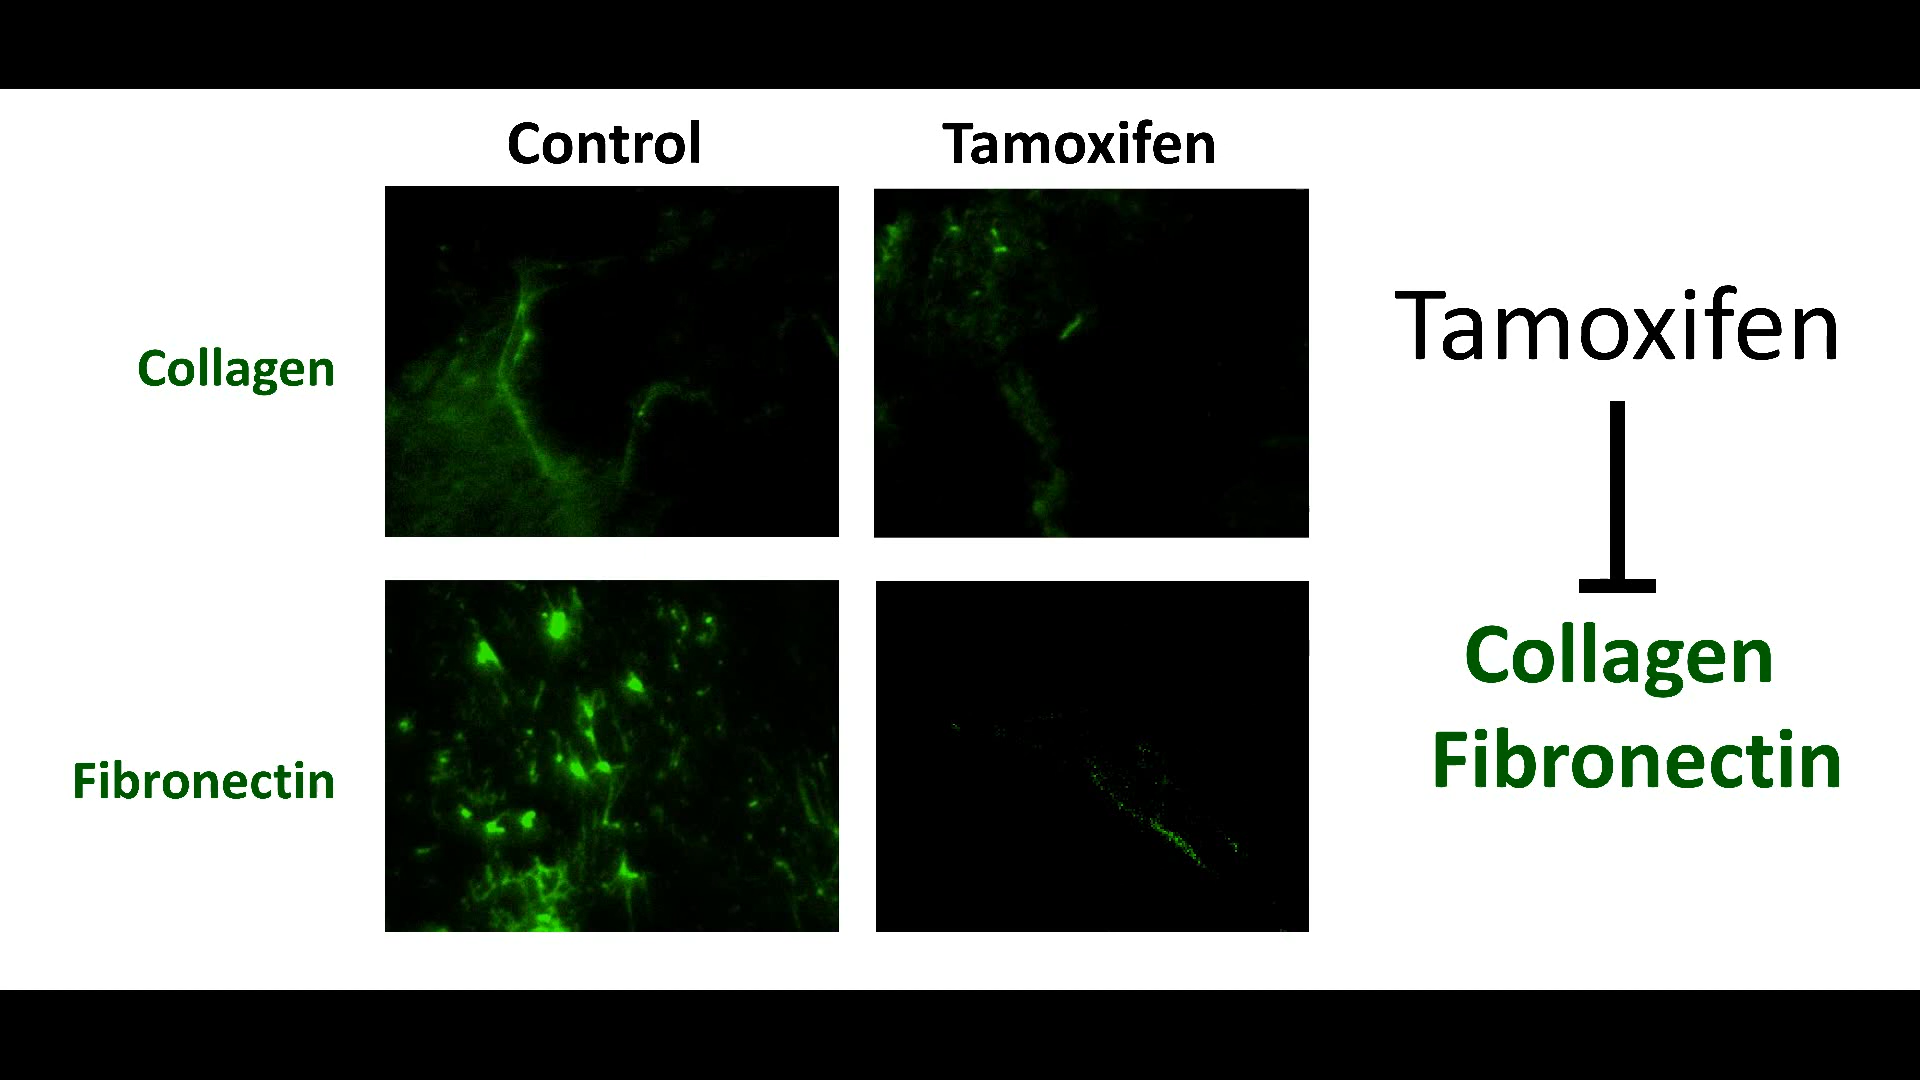 Control
Tamoxifen
Collagen
Fibronectin
Tamoxifen
Collagen
Fibronectin